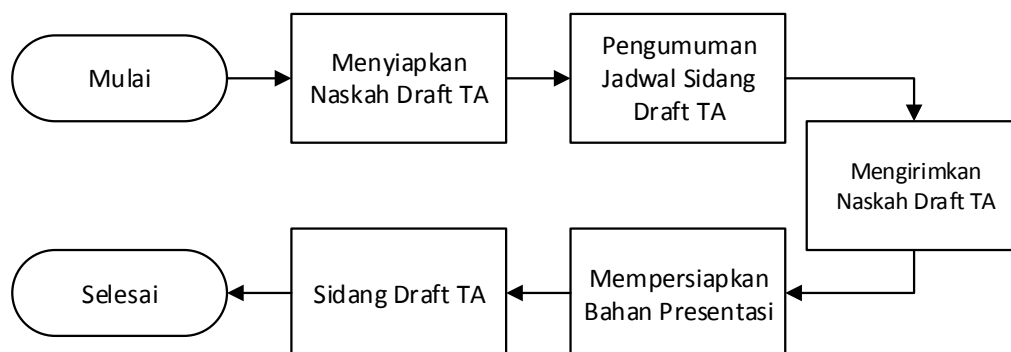 Mulai
Menyiapkan
Naskah Draft TA
Pengumuman
Jadwal Sidang
Draft TA
Mengirimkan
Naskah Draft TA
Mempersiapkan
Bahan Presentasi
Sidang Draft TA
Selesai